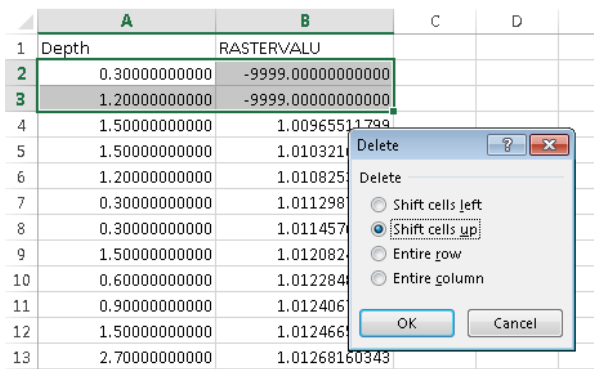 A B C D
1 Depth RASTERVALU
2 0.30000000000 -9999.00000000000
3 1.20000000000 -9999.00000000000
4 1.50000000000 1.00965511799
5 1.50000000000
6 1.20000000000
7 0.30000000000
8 0.30000000000
9 1.50000000000
10 0.60000000000
11 0.90000000000
12 1.50000000000
13 2.70000000000 1.01268160343
Delete
?
Delete
Shift cells left
Shift cells up
Entire row
Entire column
OK Cancel